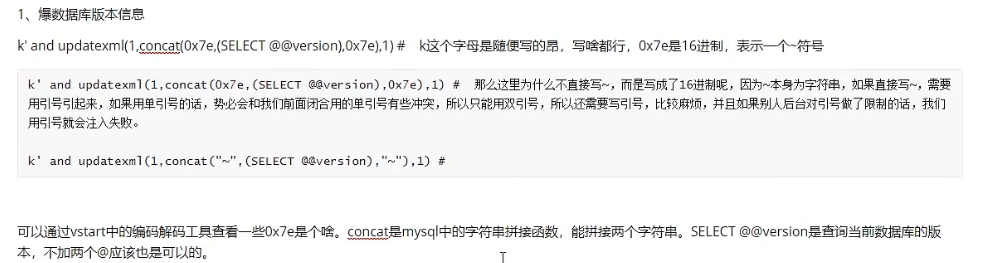 1、爆数据库版本信息
k' and updatexml(1,concat(0x7e,(SELECT @@version),0x7e),1) #　k这个字母是随便写的昂，写啥都行，0x7e是16进制，表示一个~符号
k' and updatexml(1,concat(0x7e,(SELECT @@version),0x7e),1) #　那么这里为什么不直接写~，而是写成了16进制呢，因为~本身为字符串，如果直接写~，需要
用引号引起来，如果用单引号的话，势必会和我们前面闭合用的单引号有些冲突，所以只能用双引号，所以还需要写引号，比较麻烦，并且如果别人后台对引号做了限制的话，我们
用引号就会注入失败。
k' and updatexml(1,concat("~",(SELECT @@version),"~"),1) #
可以通过vstart中的编码解码工具查看一些0x7e是个啥。concat是mysql中的字符串拼接函数，能拼接两个字符串。SELECT @@version是查询当前数据库的版
本，不加两个@应该也是可以的。